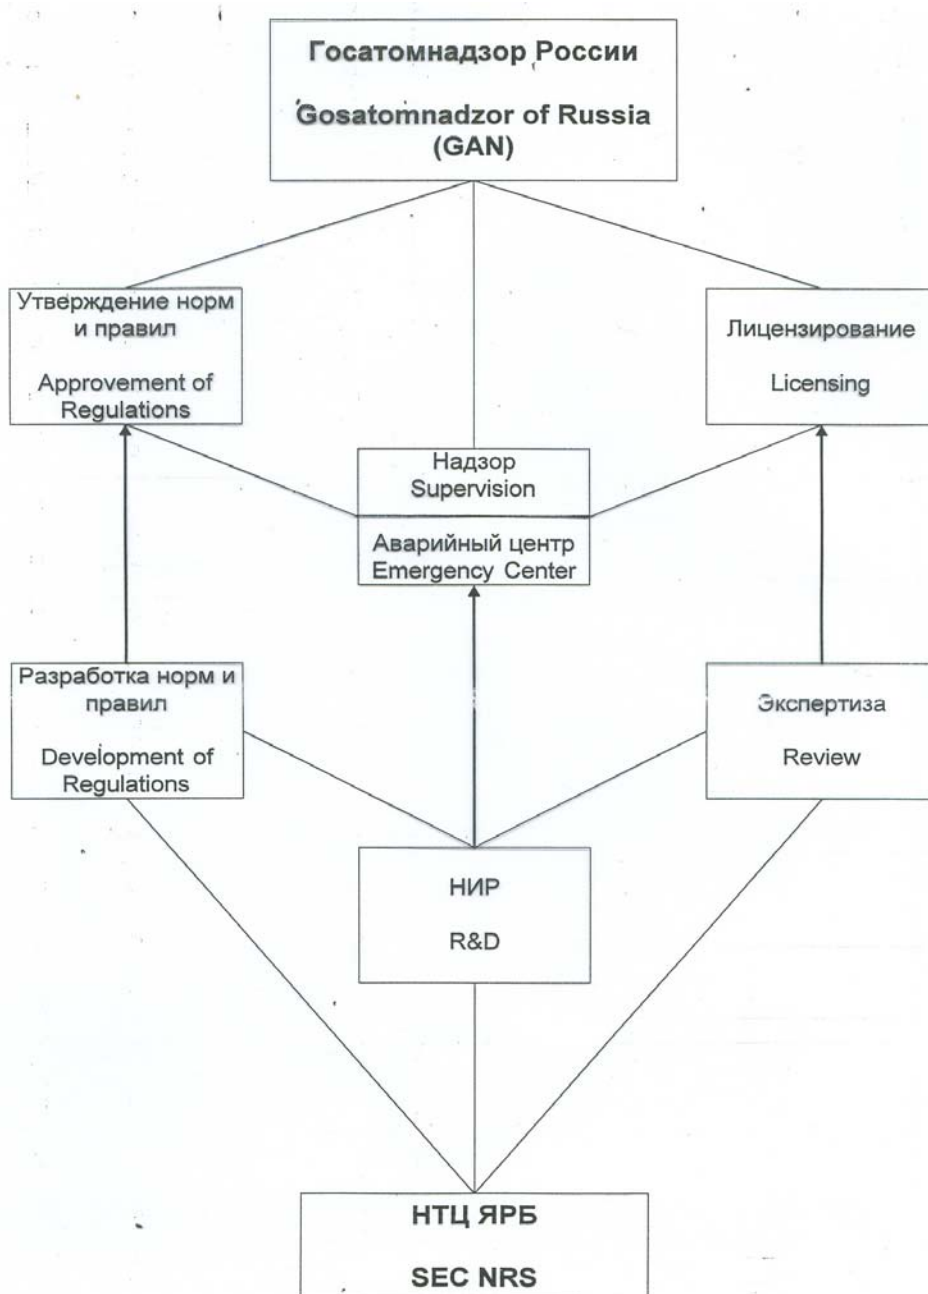 Госатомнадзор России
Gosatomnadzor of Russia
(GAN)
Утверждение норм
и правил
Approvement of
Regulations
Лицензирование
Licensing
Надзор
Supervision
Аварийный центр
Emergency Center
Разработка норм и
правил
Development of
Regulations
Экспертиза
Review
НИР
R&D
НТЦ ЯРБ
SEC NRS